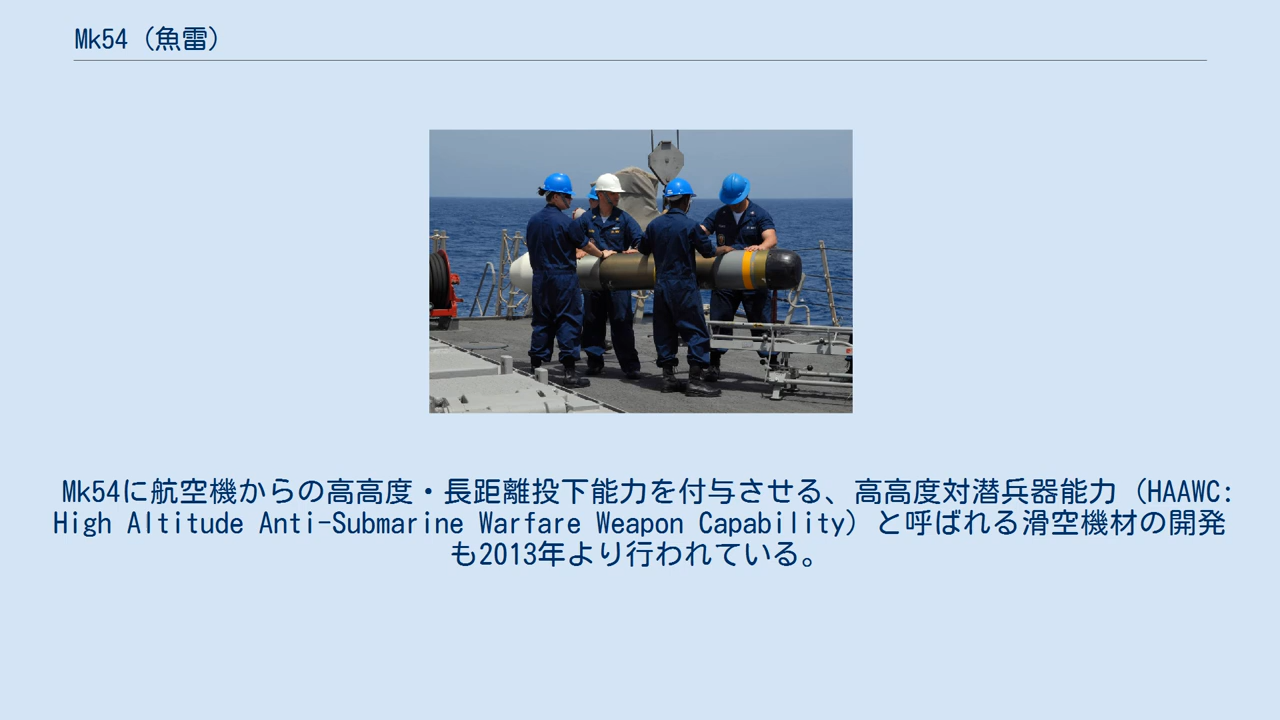 Mk54（魚雷）
Mk54に航空機からの高高度・長距離投下能力を付与させる、高高度対潜兵器能力（HAAWC:
High Altitude Anti-Submarine Warfare Weapon Capability）と呼ばれる滑空機材の開発
も2013年より行われている。